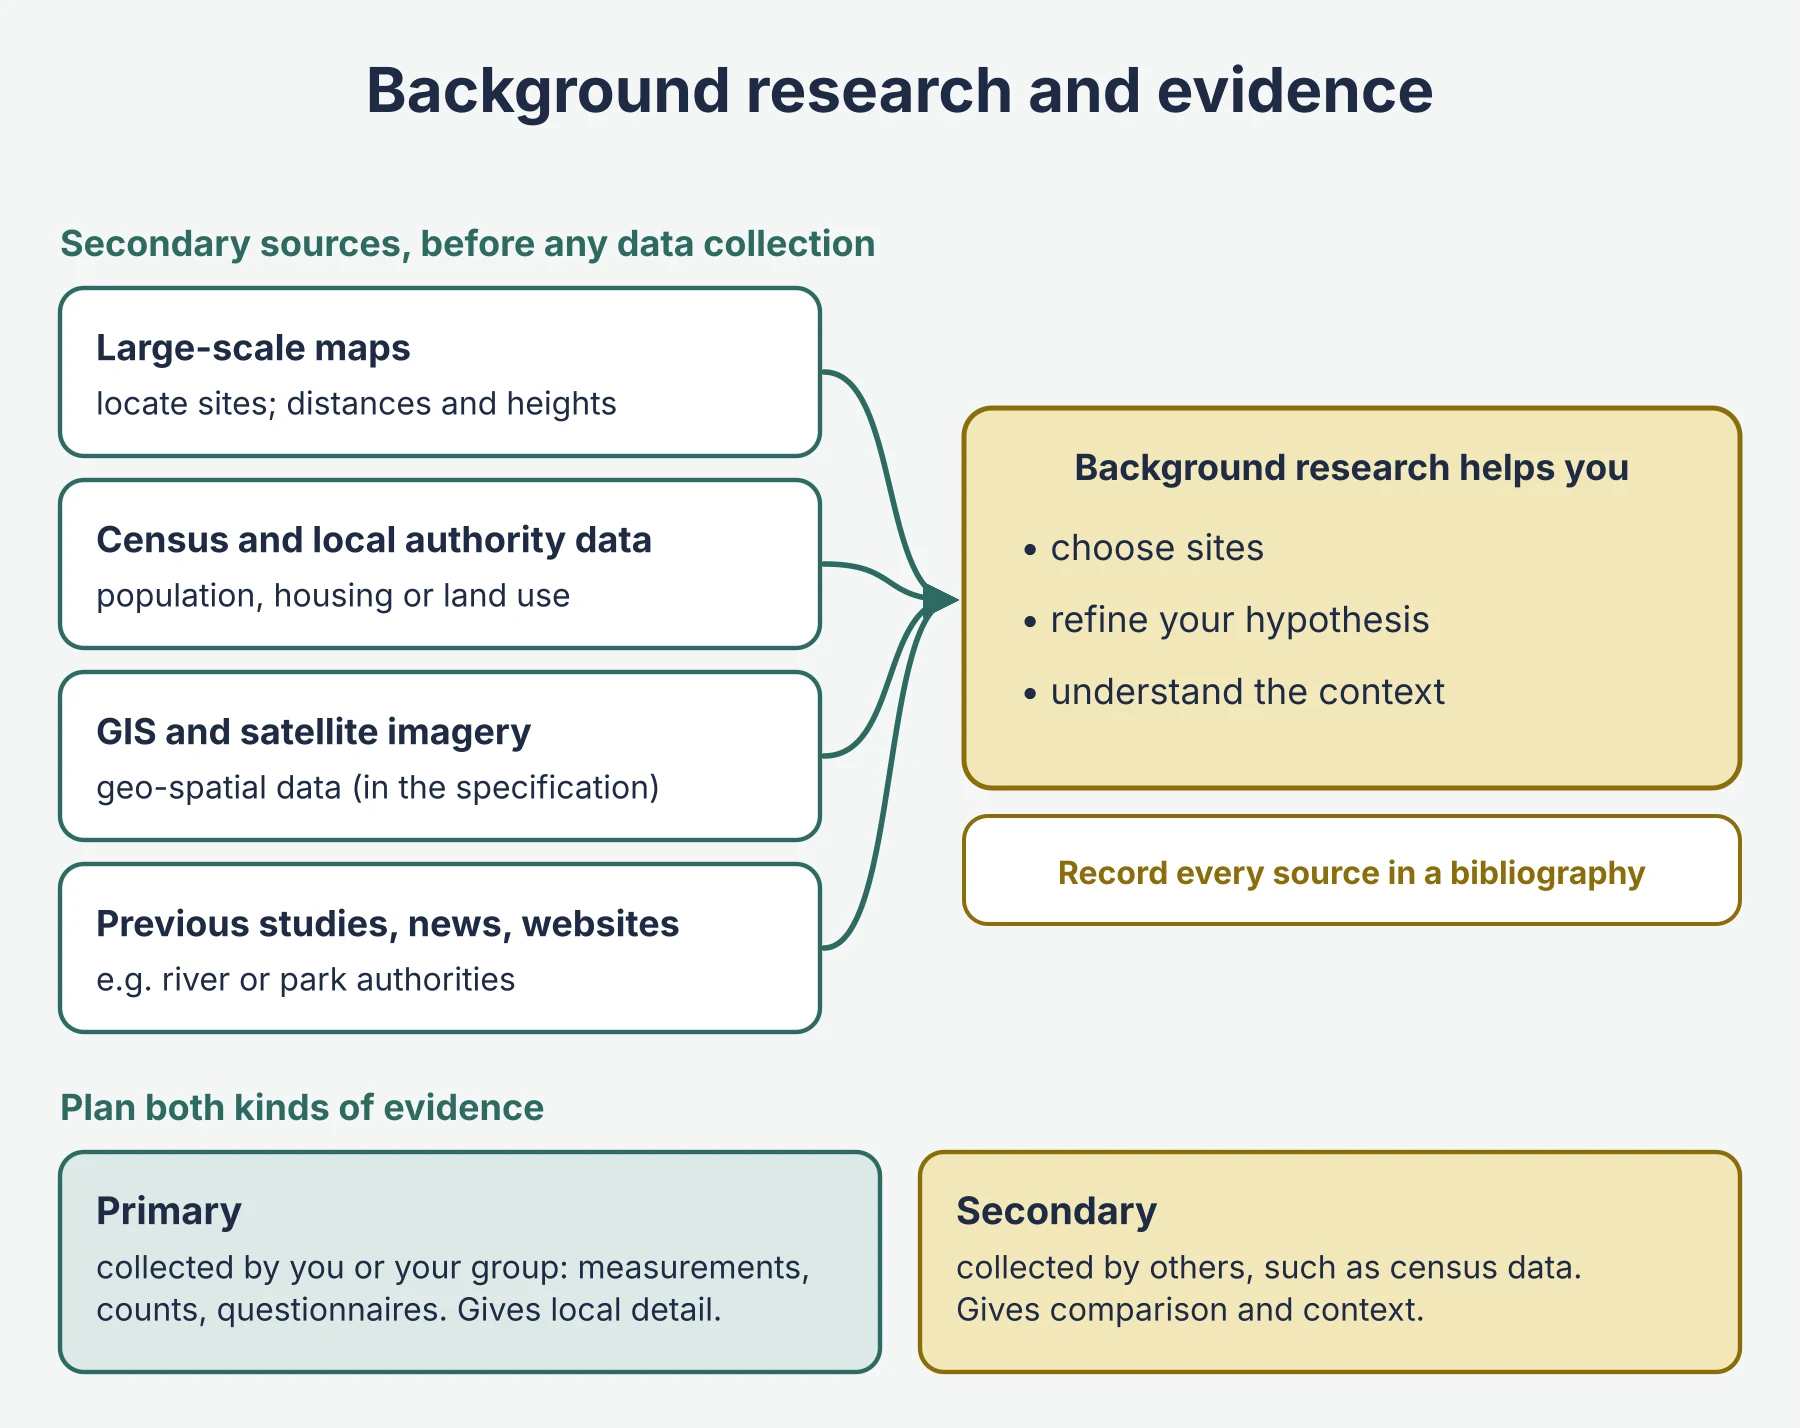 Background research and evidence
Secondary sources, before any data collection
Large-scale maps
locate sites; distances and heights
Census and local authority data
population, housing or land use
GIS and satellite imagery
geo-spatial data (in the specification)
Previous studies, news, websites
e.g. river or park authorities
Background research helps you
• choose sites
• refine your hypothesis
• understand the context
Record every source in a bibliography
Plan both kinds of evidence
Primary
collected by you or your group: measurements,
counts, questionnaires. Gives local detail.
Secondary
collected by others, such as census data.
Gives comparison and context.